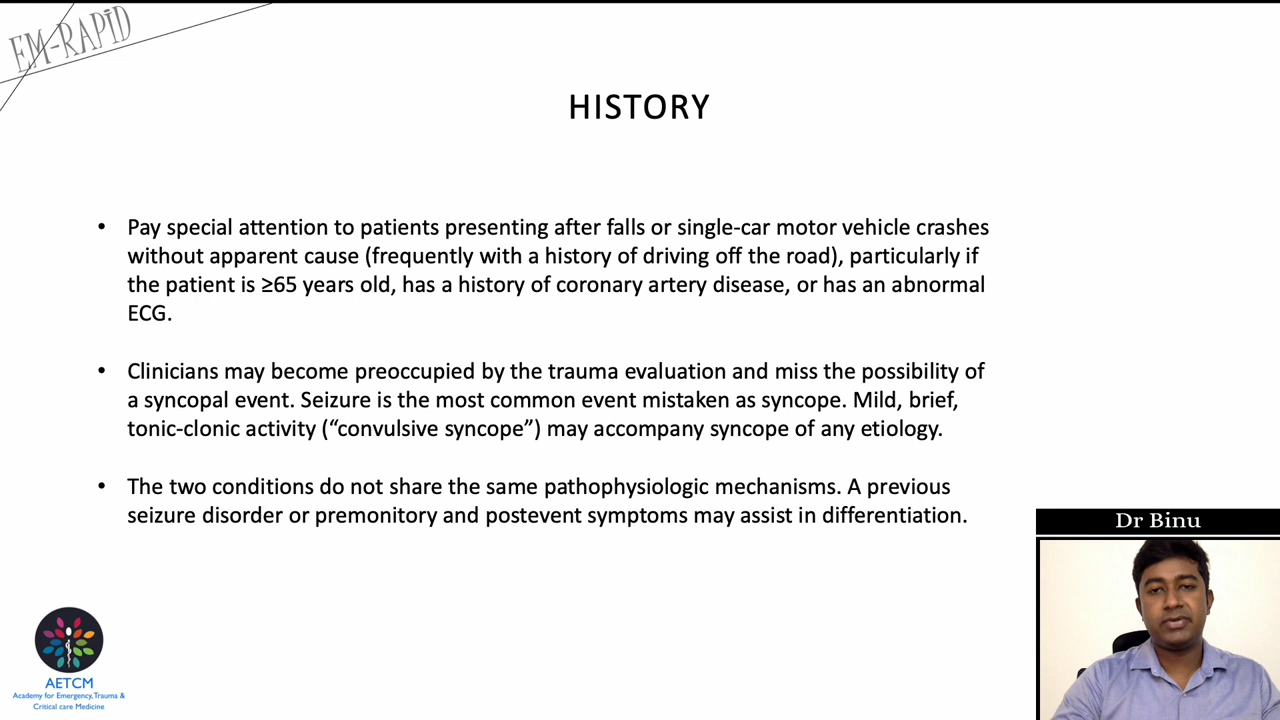 EM-RAPID
HISTORY
• Pay special attention to patients presenting after falls or single-car motor vehicle crashes
without apparent cause (frequently with a history of driving off the road), particularly if
the patient is ≥65 years old, has a history of coronary artery disease, or has an abnormal
ECG.
• Clinicians may become preoccupied by the trauma evaluation and miss the possibility of
a syncopal event. Seizure is the most common event mistaken as syncope. Mild, brief,
tonic-clonic activity (“convulsive syncope”) may accompany syncope of any etiology.
• The two conditions do not share the same pathophysiologic mechanisms. A previous
seizure disorder or premonitory and postevent symptoms may assist in differentiation.
Dr Binu
AETCM
Academy for Emergency,Trauma &
Critical care Medicine